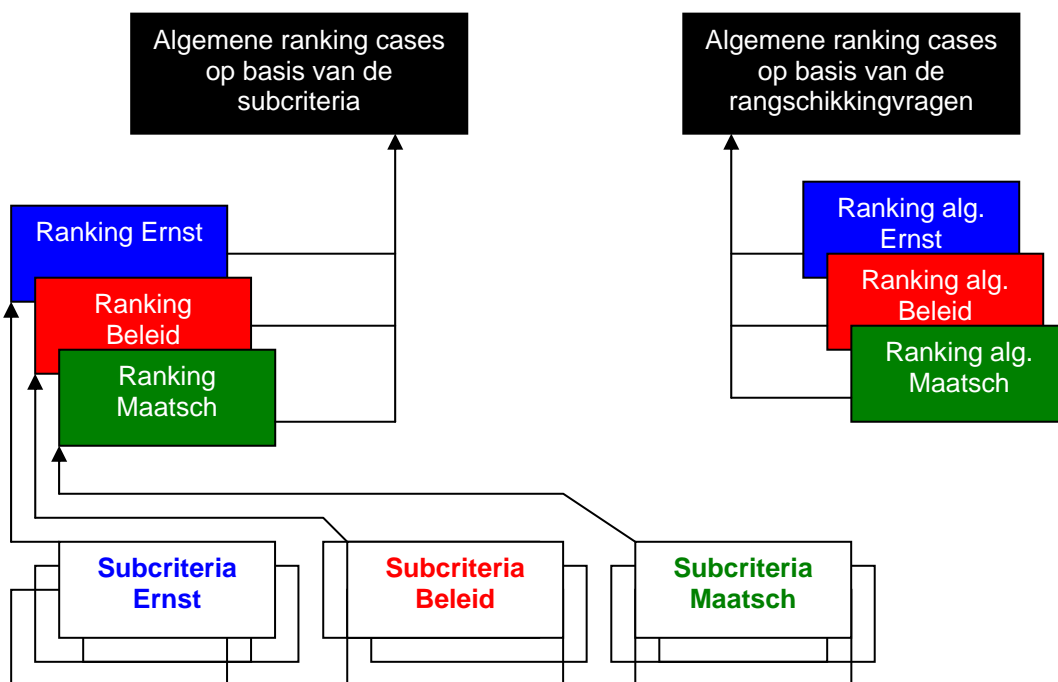 Algemene ranking cases
op basis van de
subcriteria
Algemene ranking cases
op basis van de
rangschikkingvragen
Ranking Ernst
Ranking
Beleid
Ranking
Maatsch
Ranking alg.
Ernst
Ranking alg.
Beleid
Ranking alg.
Maatsch
Subcriteria
Ernst
Subcriteria
Beleid
Subcriteria
Maatsch